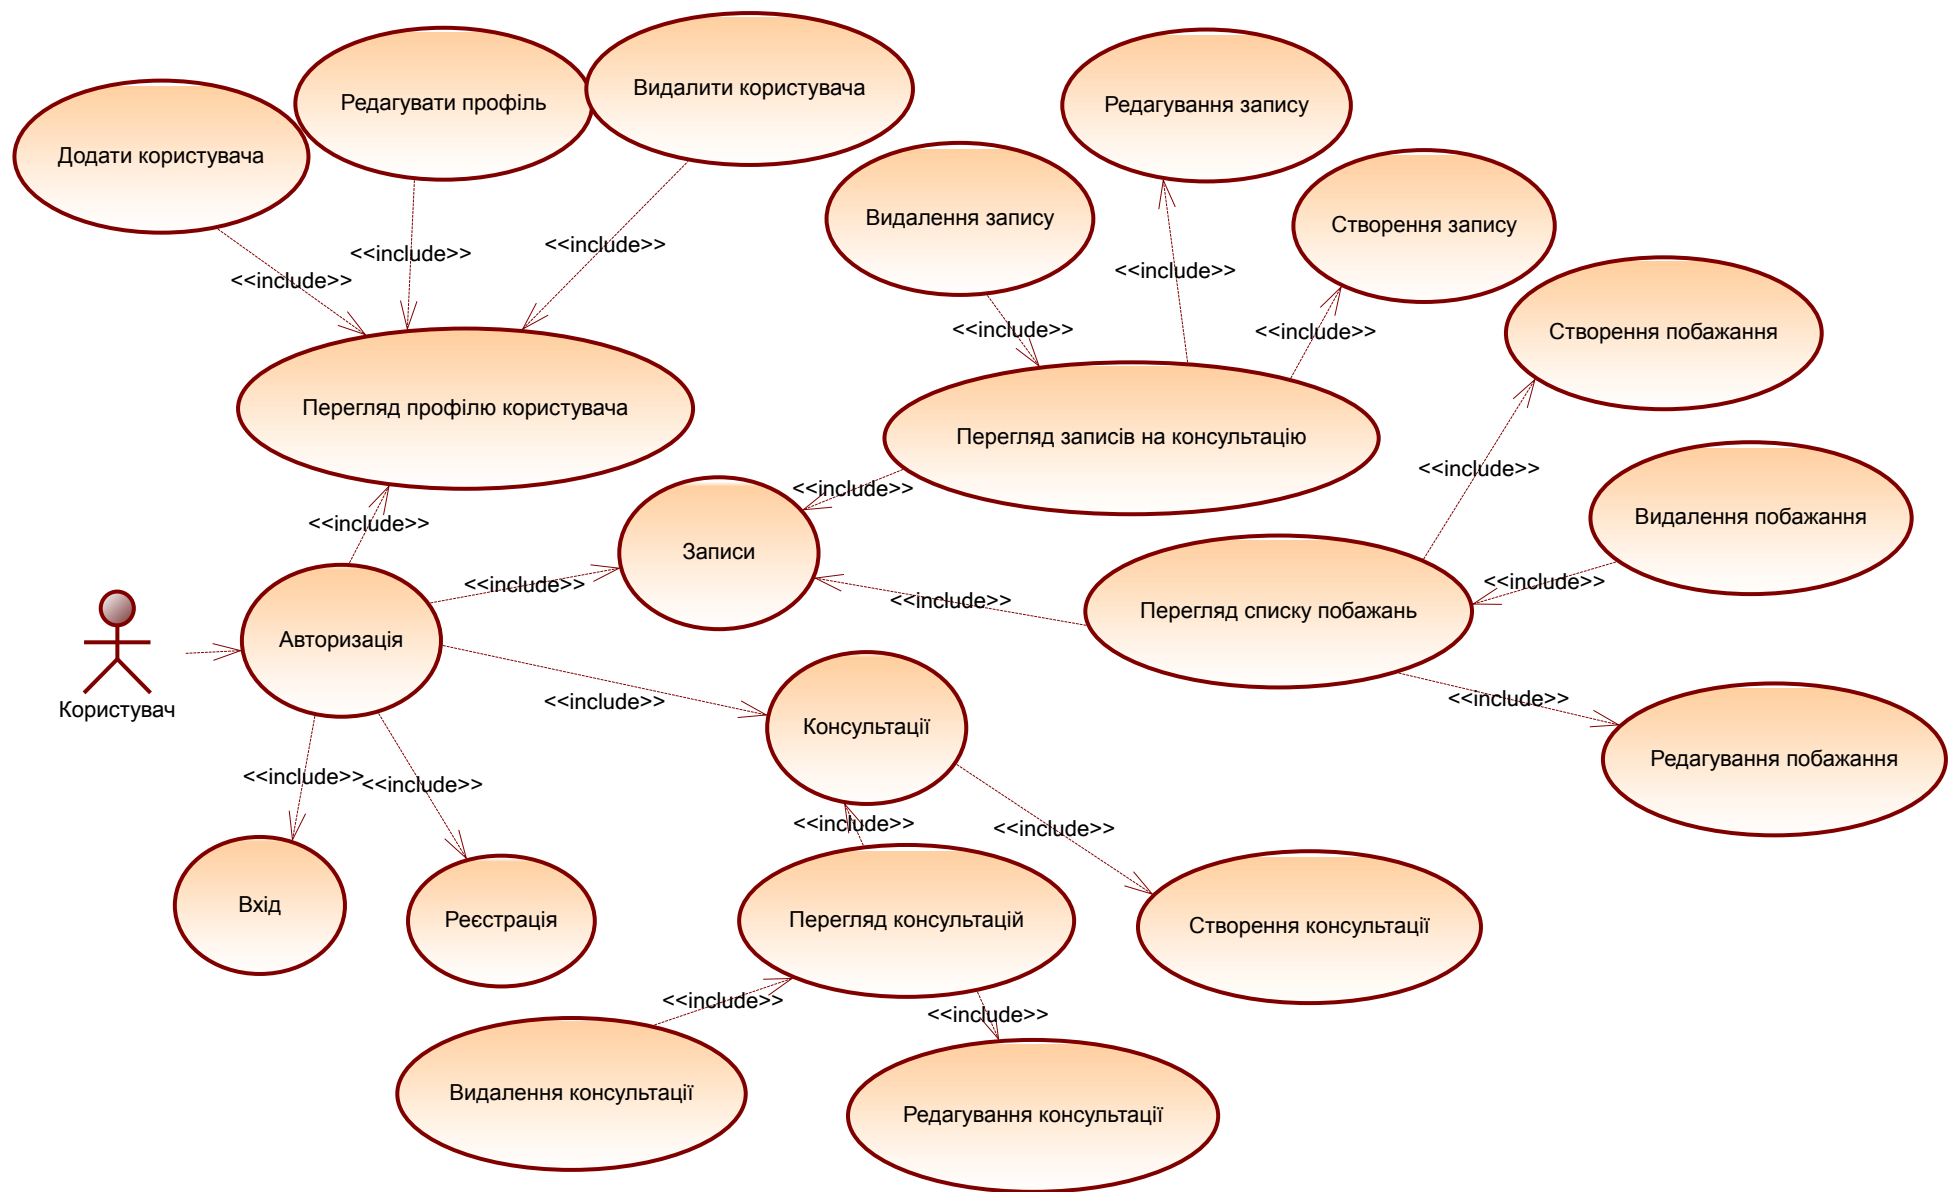 Видалити користувача
Редагувати профіль
Редагування запису
Додати користувача
Видалення запису
Створення запису
<<include>>
<<include>>
<<include>>
<<include>>
<<include>>
<<include>>
Створення побажання
Перегляд профілю користувача
Перегляд записів на консультацію
<<include>>
<<include>>
Видалення побажання
<<include>>
Записи
<<include>>
<<include>>
<<include>>
Перегляд списку побажань
Авторизація
<<include>>
<<include>>
Користувач
Консультації
Редагування побажання
<<include>>
<<include>>
<<include>>
<<include>>
Вхід
Реєстрація
Перегляд консультацій
Створення консультації
<<include>>
<<include>>
Видалення консультації
Редагування консультації